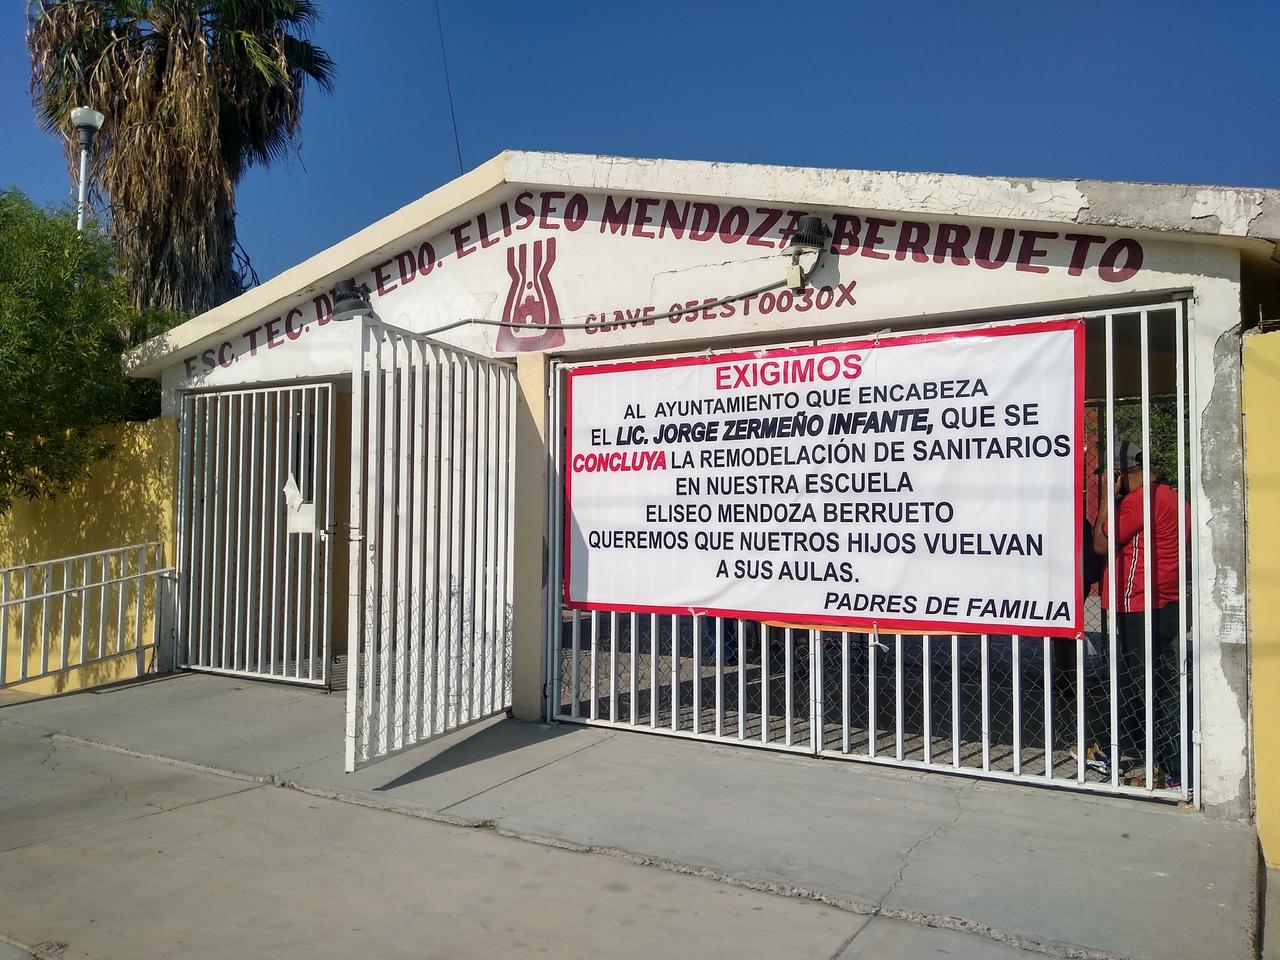 ESC. TEC. DEL EDO. ELISEO MENDOZA BERRUETO
CLAVE 05EST0030X
EXIGIMOS
AL AYUNTAMIENTO QUE ENCABEZA
EL LIC. JORGE ZERMEÑO INFANTE, QUE SE
CONCLUYA LA REMODELACIÓN DE SANITARIOS
EN NUESTRA ESCUELA
ELISEO MENDOZA BERRUETO
QUEREMOS QUE NUETROS HIJOS VUELVAN
A SUS AULAS.
PADRES DE FAMILIA